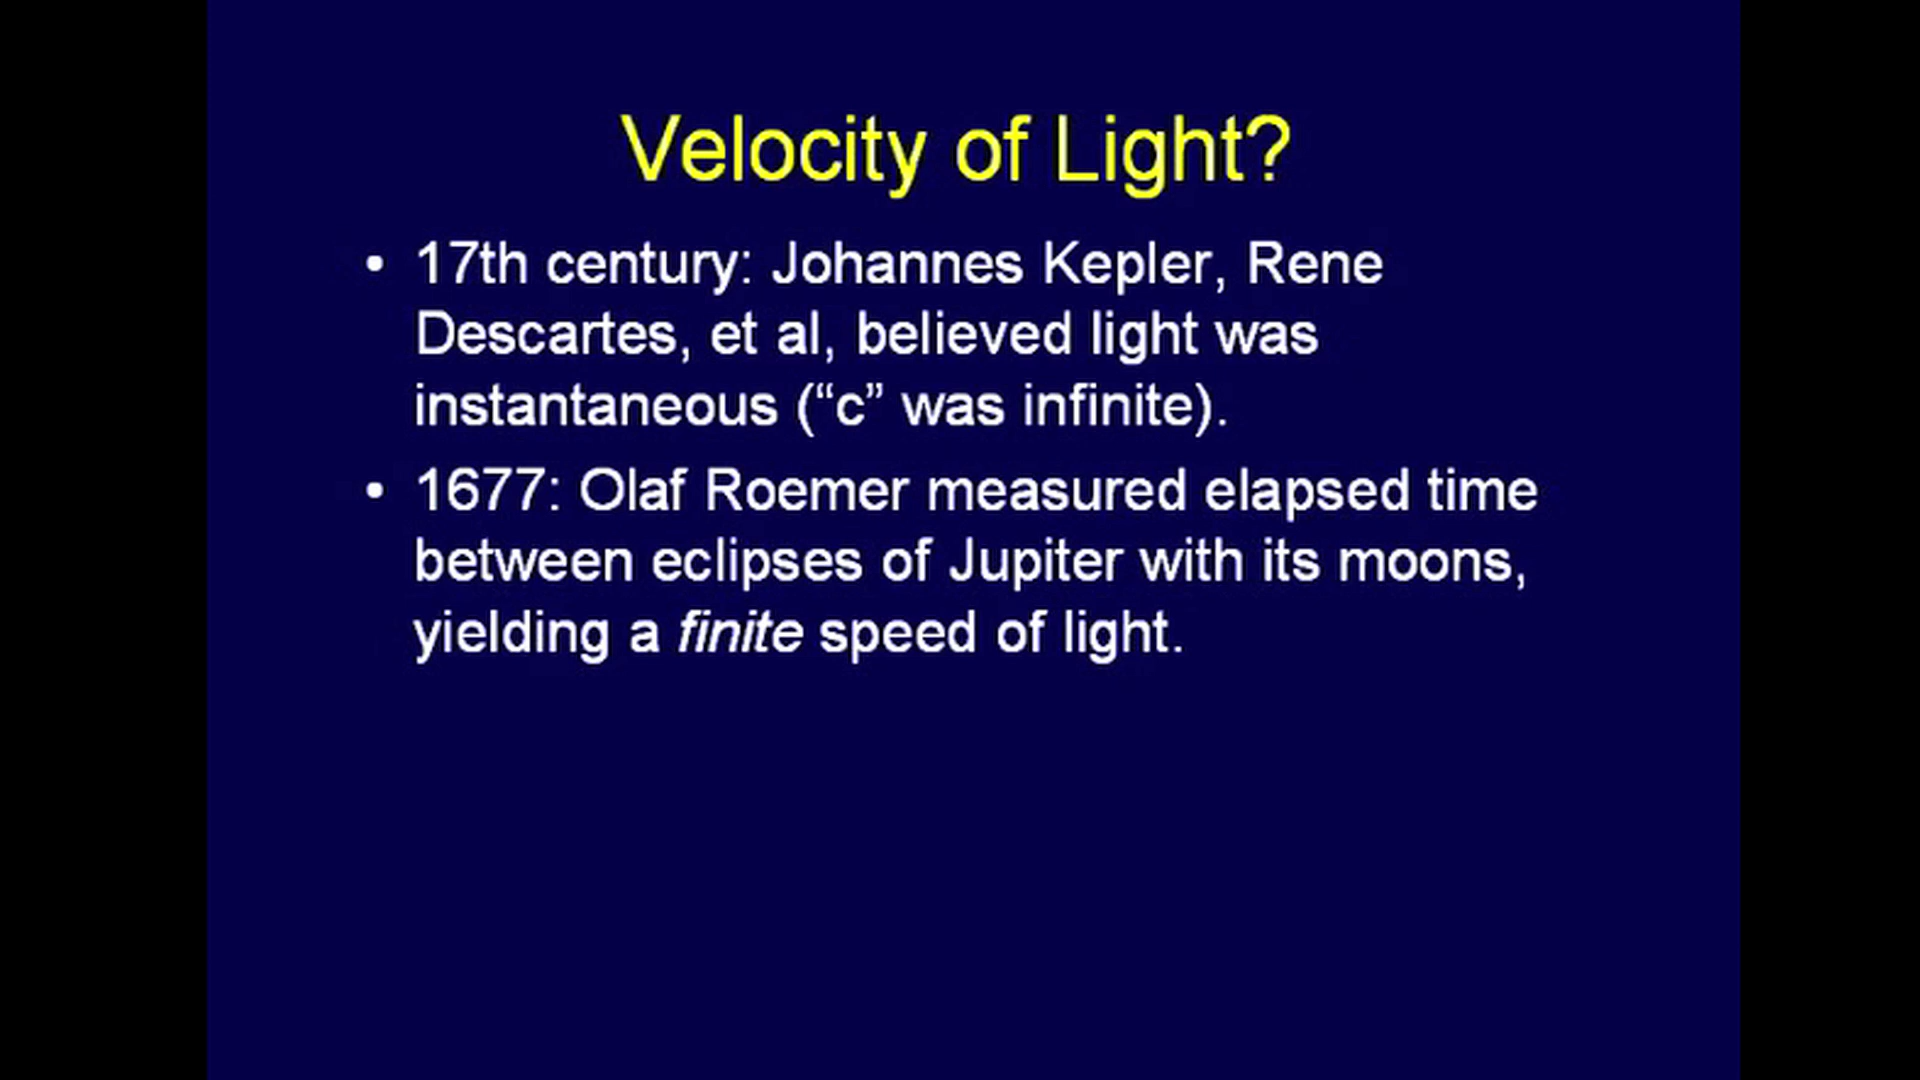 Velocity of Light?
• 17th century: Johannes Kepler, Rene
Descartes, et al, believed light was
instantaneous (“c” was infinite).
• 1677: Olaf Roemer measured elapsed time
between eclipses of Jupiter with its moons,
yielding a finite speed of light.